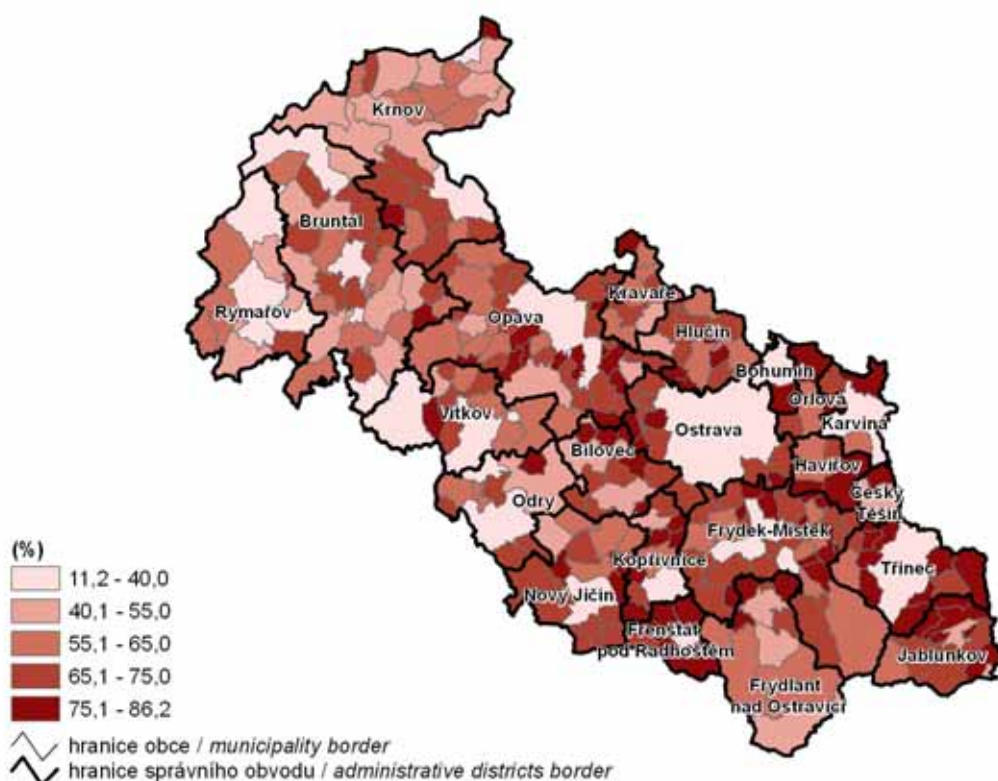 Krnov
Bruntál
Rymařov
Opava
Kravaře
Hlučín
Bohumín
Orlová
Karviná
Vítkov
Ostrava
Bílovec
Havířov
Český
Těšín
Odry
Frýdek-Místek
Kopřivnice
Třinec
Nový Jičín
Frenštát
pod Radhoštěm
Jablunkov
Frýdlant
nad Ostravicí
(%)
11,2 - 40,0
40,1 - 55,0
55,1 - 65,0
65,1 - 75,0
75,1 - 86,2
hranice obce / municipality border
hranice správního obvodu / administrative districts border